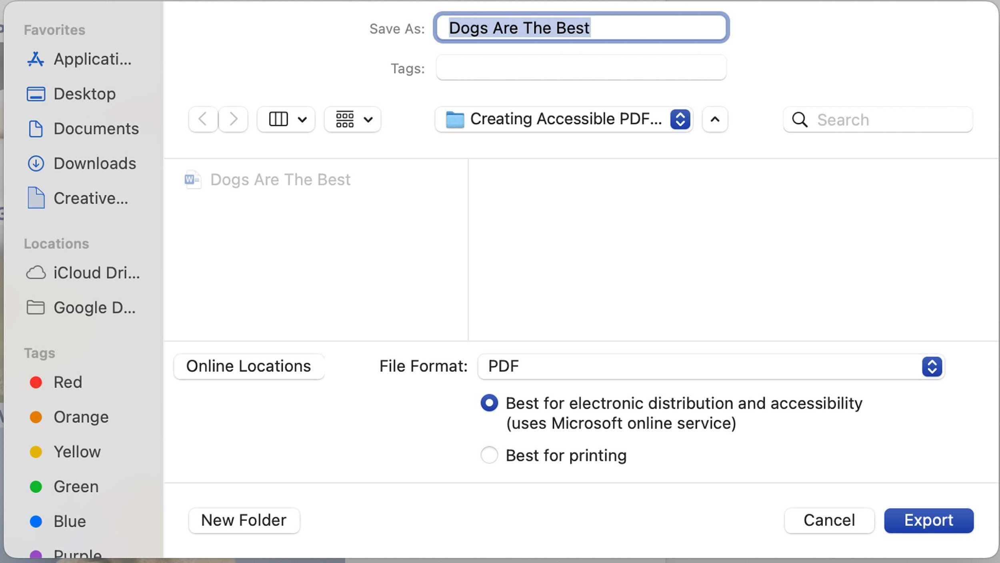 Favorites
Applicati...
Desktop
Documents
Downloads
Creative...
Locations
iCloud Dri...
Google D...
Tags
Red
Orange
Yellow
Green
Blue
Purple
Save As: Dogs Are The Best
Tags:
Creating Accessible PDF...
Search
W Dogs Are The Best
Online Locations
File Format: PDF
Best for electronic distribution and accessibility
(uses Microsoft online service)
Best for printing
New Folder
Cancel
Export